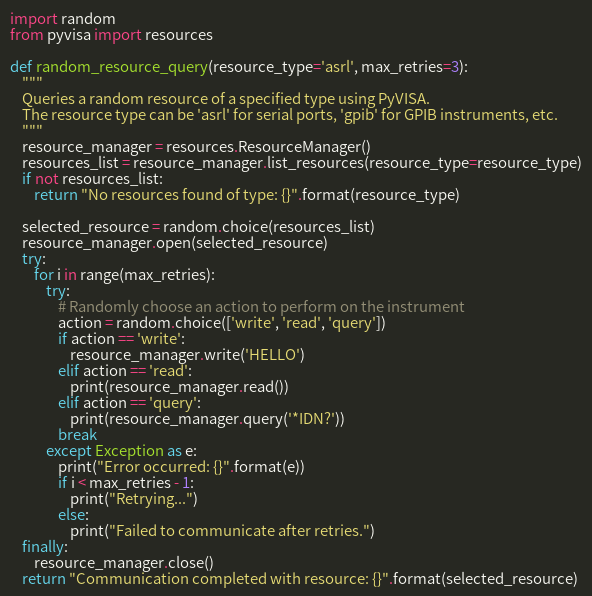 import random
from pyvisa import resources

def random_resource_query(resource_type='asrl', max_retries=3):
    """
    Queries a random resource of a specified type using PyVISA.
    The resource type can be 'asrl' for serial ports, 'gpib' for GPIB instruments, etc.
    """
    resource_manager = resources.ResourceManager()
    resources_list = resource_manager.list_resources(resource_type=resource_type)
    if not resources_list:
        return "No resources found of type: {}".format(resource_type)

    selected_resource = random.choice(resources_list)
    resource_manager.open(selected_resource)
    try:
        for i in range(max_retries):
            try:
                # Randomly choose an action to perform on the instrument
                action = random.choice(['write', 'read', 'query'])
                if action == 'write':
                    resource_manager.write('HELLO')
                elif action == 'read':
                    print(resource_manager.read())
                elif action == 'query':
                    print(resource_manager.query('*IDN?'))
                break
            except Exception as e:
                print("Error occurred: {}".format(e))
                if i < max_retries - 1:
                    print("Retrying...")
                else:
                    print("Failed to communicate after retries.")
    finally:
        resource_manager.close()
    return "Communication completed with resource: {}".format(selected_resource)